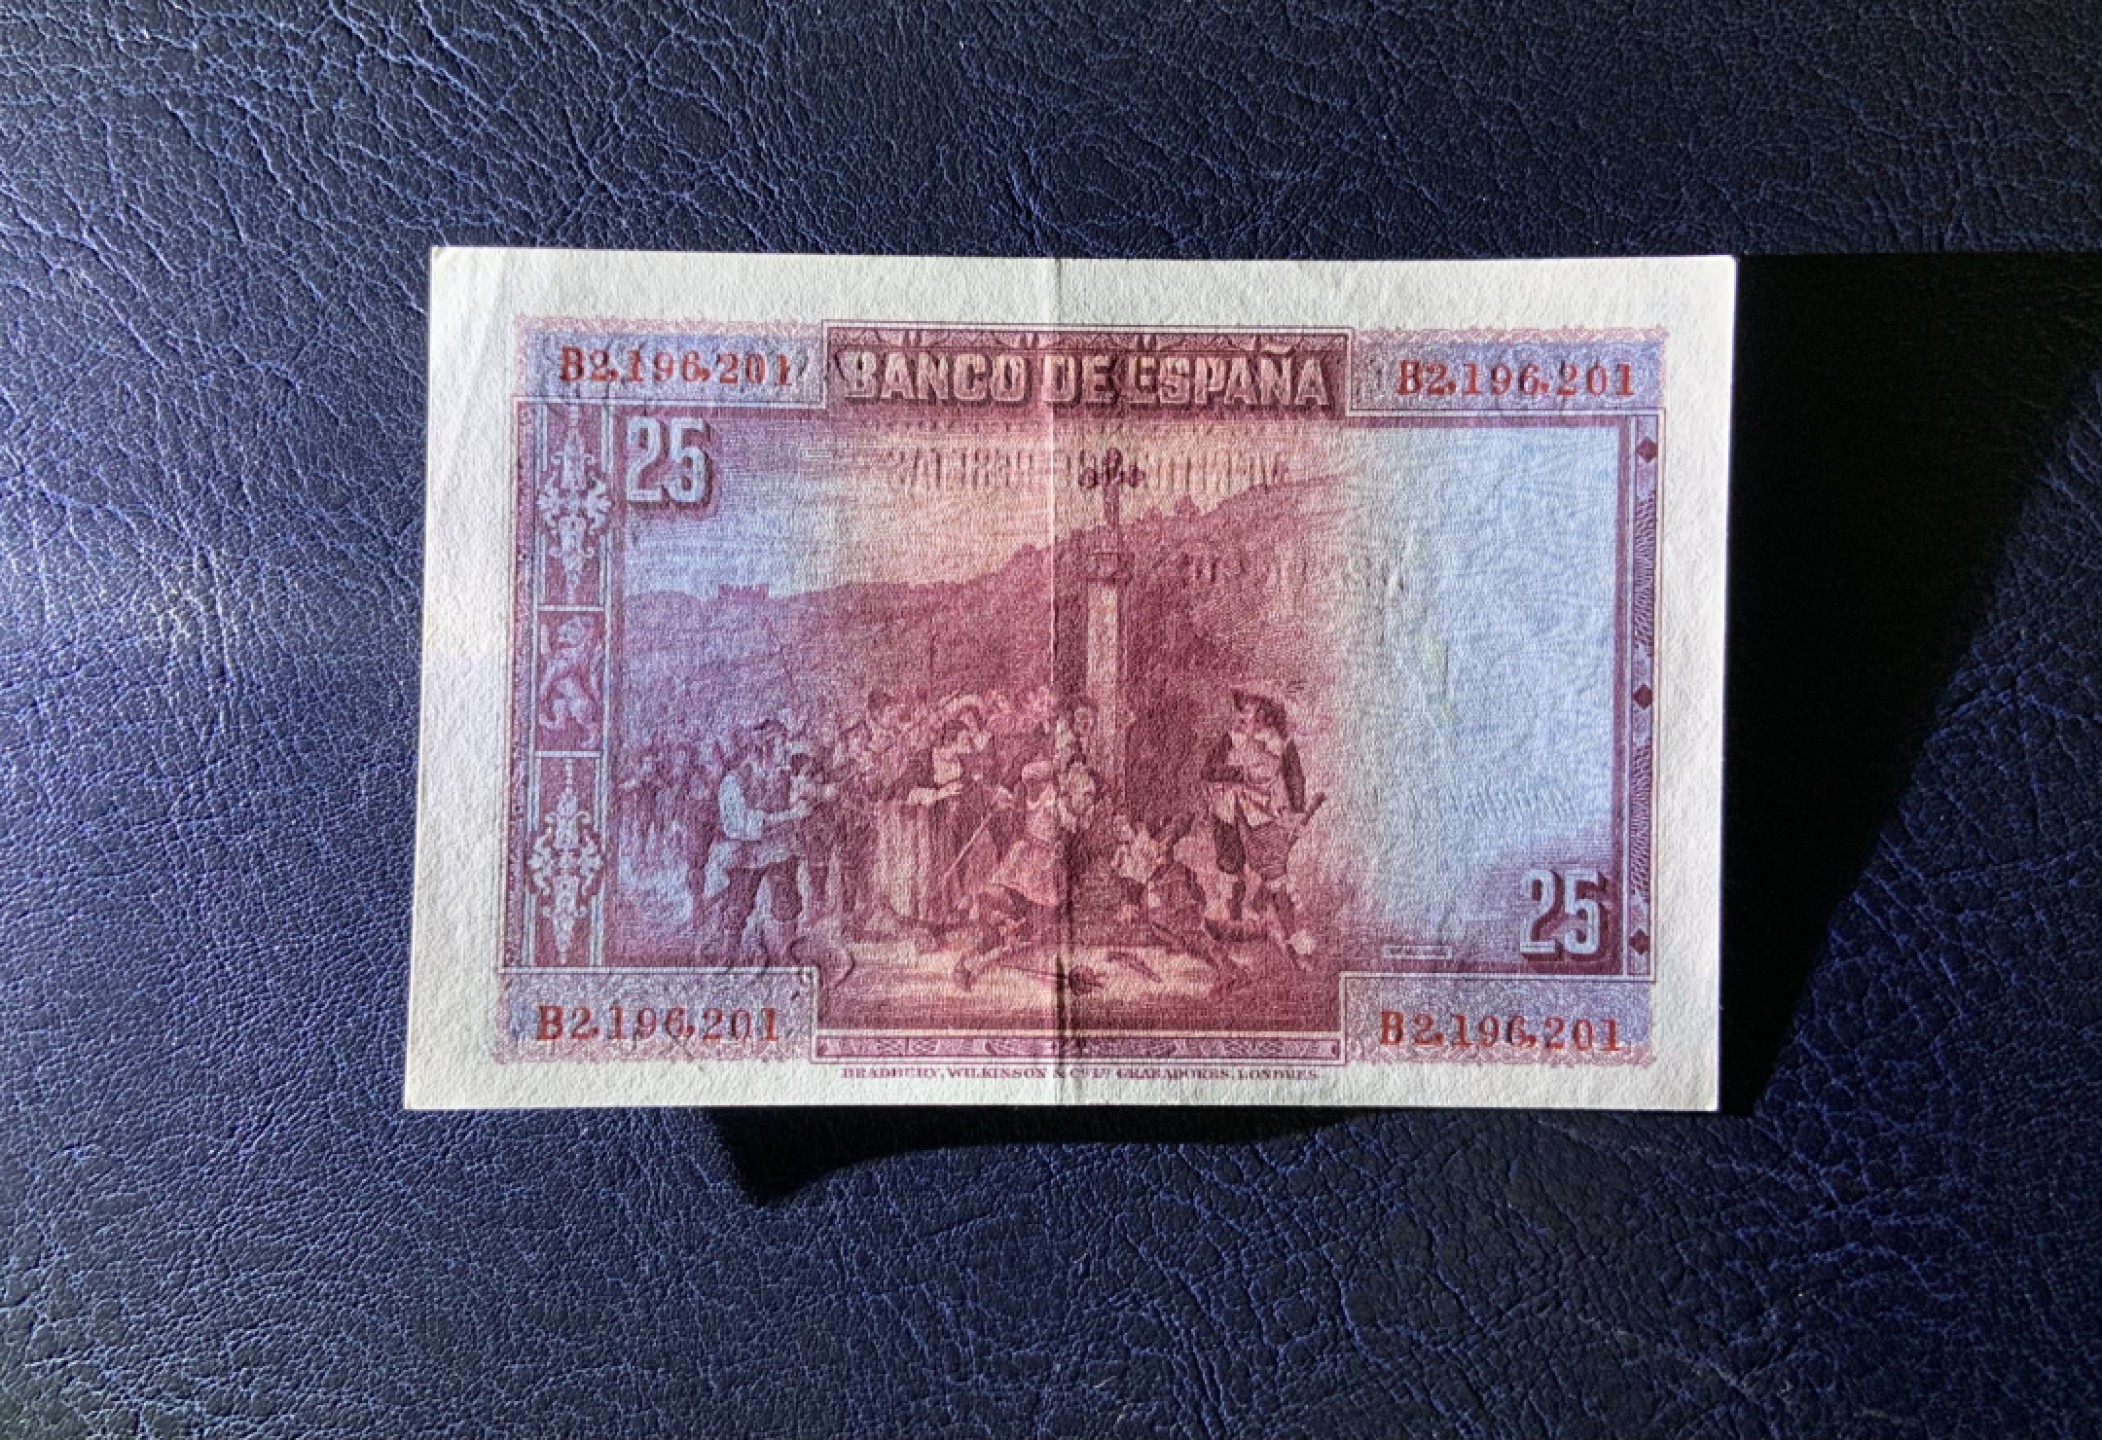 B2.196.201 BANCO DE ESPAÑA B2.196.201
25
25
B2.196.201 B2.196.201
BRADBURY, WILKINSON & Cº Lᴰ GRABADORES, LONDRES.